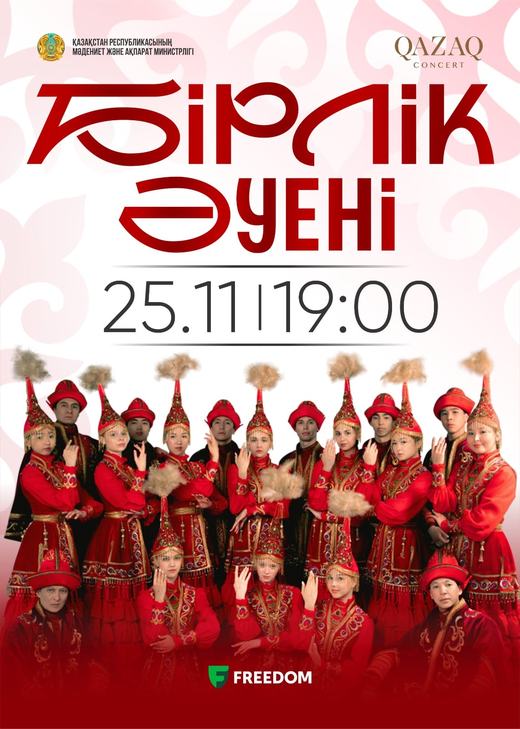 ҚАЗАҚСТАН РЕСПУБЛИКАСЫНЫҢ
МӘДЕНИЕТ ЖӘНЕ АҚПАРАТ МИНИСТРЛІГІ
QAZAQ
CONCERT
БІРЛІК
ӘУЕНІ
25.11 | 19:00
FREEDOM